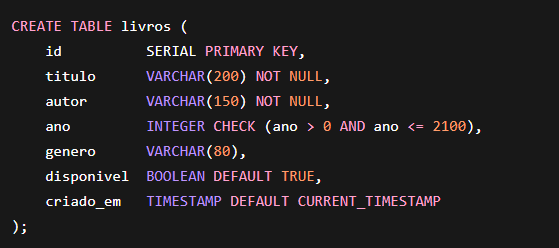 CREATE TABLE livros (
    id          SERIAL PRIMARY KEY,
    titulo      VARCHAR(200) NOT NULL,
    autor       VARCHAR(150) NOT NULL,
    ano         INTEGER CHECK (ano > 0 AND ano <= 2100),
    genero      VARCHAR(80),
    disponivel  BOOLEAN DEFAULT TRUE,
    criado_em   TIMESTAMP DEFAULT CURRENT_TIMESTAMP
);